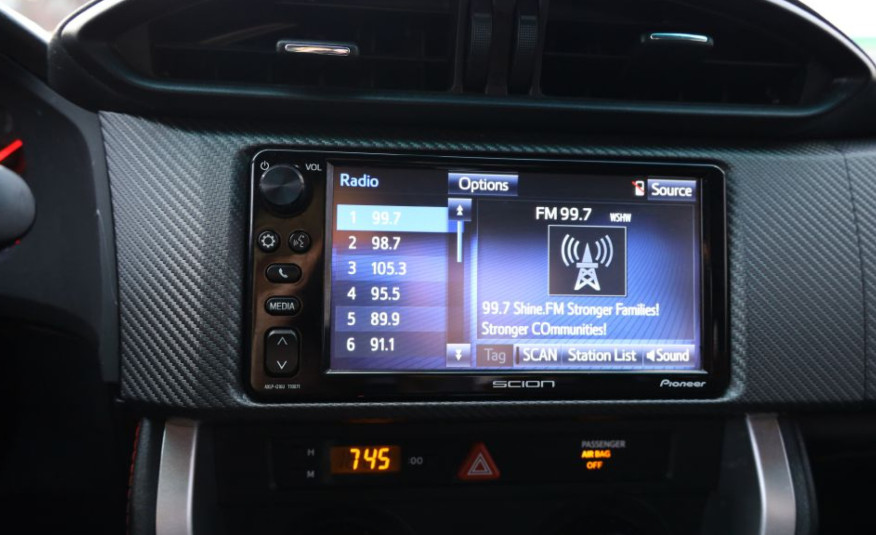 VOL
Radio
Options
Source
1 99.7
2 98.7
3 105.3
4 95.5
5 89.9
6 91.1
FM 99.7 WSHW
99.7 Shine.FM Stronger Families!
Stronger COmmunities!
Tag SCAN Station List Sound
MEDIA
SCION
Pioneer
H
M
745
:00
PASSENGER
AIR BAG
OFF